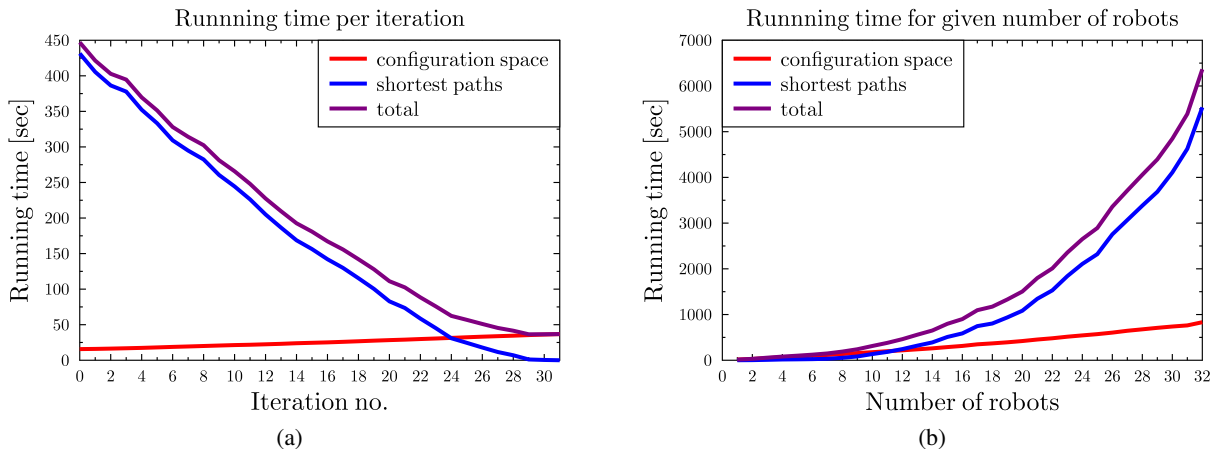 Runnning time per iteration
450
400
350
300
250
200
150
100
50
0
Running time [sec]
configuration space
shortest paths
total
0 2 4 6 8 10 12 14 16 18 20 22 24 26 28 30
Iteration no.
(a)
Runnning time for given number of robots
7000
6000
5000
4000
3000
2000
1000
0
Running time [sec]
configuration space
shortest paths
total
0 2 4 6 8 10 12 14 16 18 20 22 24 26 28 30 32
Number of robots
(b)